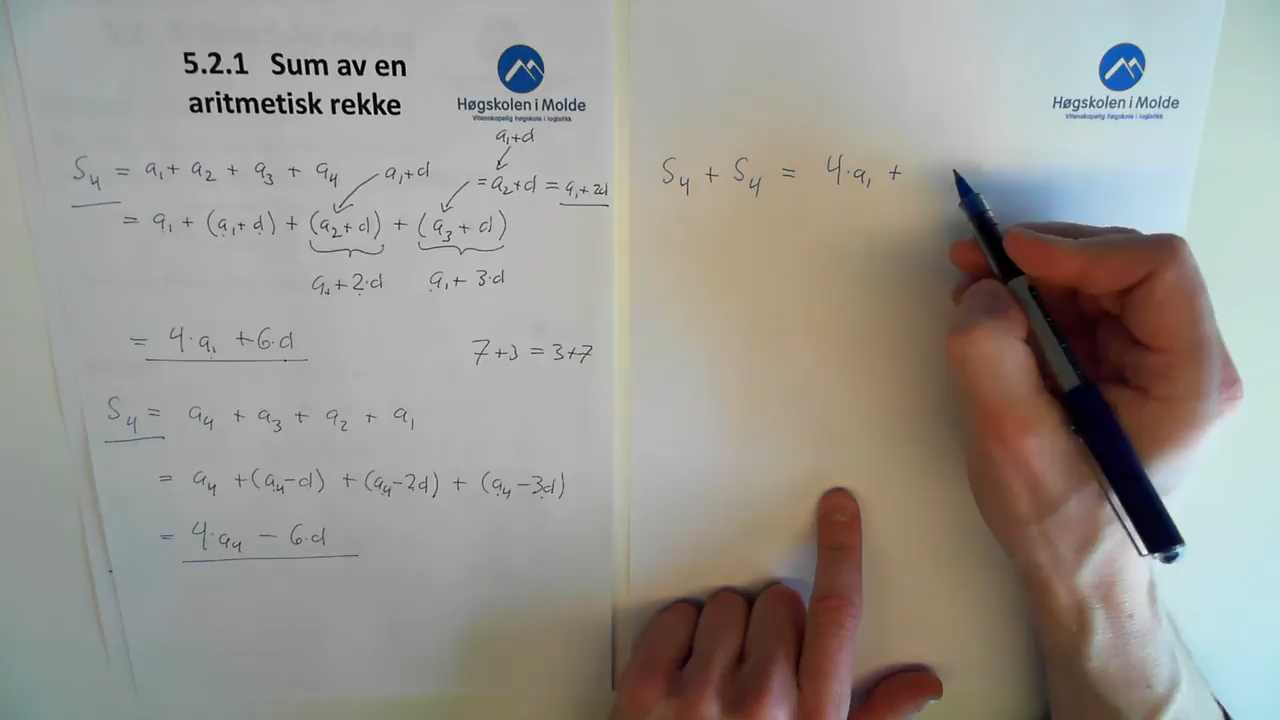 5.2.1 Sum av en
aritmetisk rekke
Høgskolen i Molde
Vitenskapelig høgskole i logistikk
a₁+d
S₄ = a₁ + a₂ + a₃ + a₄
a₁+d
= a₂+d = a₁+2d
= a₁ + (a₁+d) + (a₂+d) + (a₃+d)
a₁+2·d
a₁+3·d
= 4·a₁ +6·d
7+3 = 3+7
S₄ = a₄ + a₃ + a₂ + a₁
= a₄ +(a₄-d) + (a₄-2d) + (a₄-3d)
= 4·a₄ - 6·d
Høgskolen i Molde
Vitenskapelig høgskole i logistikk
S₄ + S₄ = 4·a₁ +